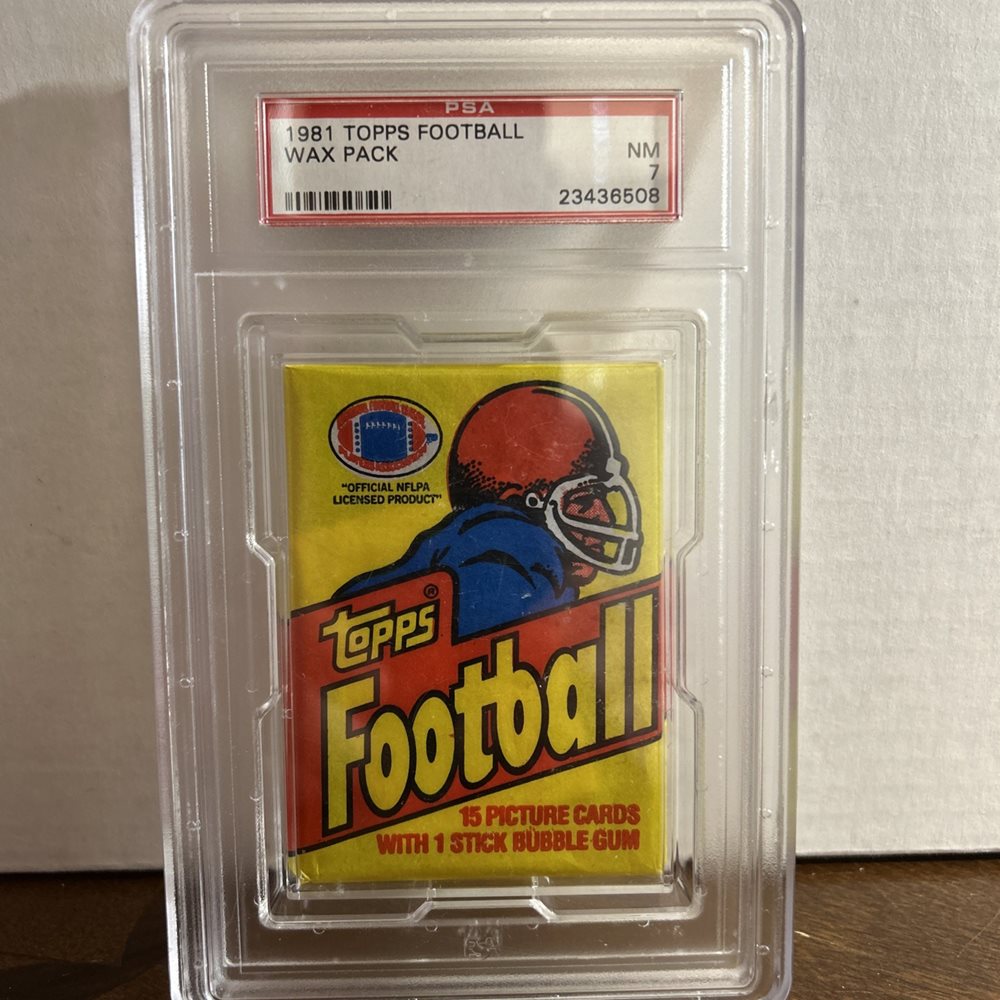 PSA
1981 TOPPS FOOTBALL
WAX PACK
NM
7
23436508
"OFFICIAL NFLPA
LICENSED PRODUCT"
topps®
Football
15 PICTURE CARDS
WITH 1 STICK BUBBLE GUM
PSA